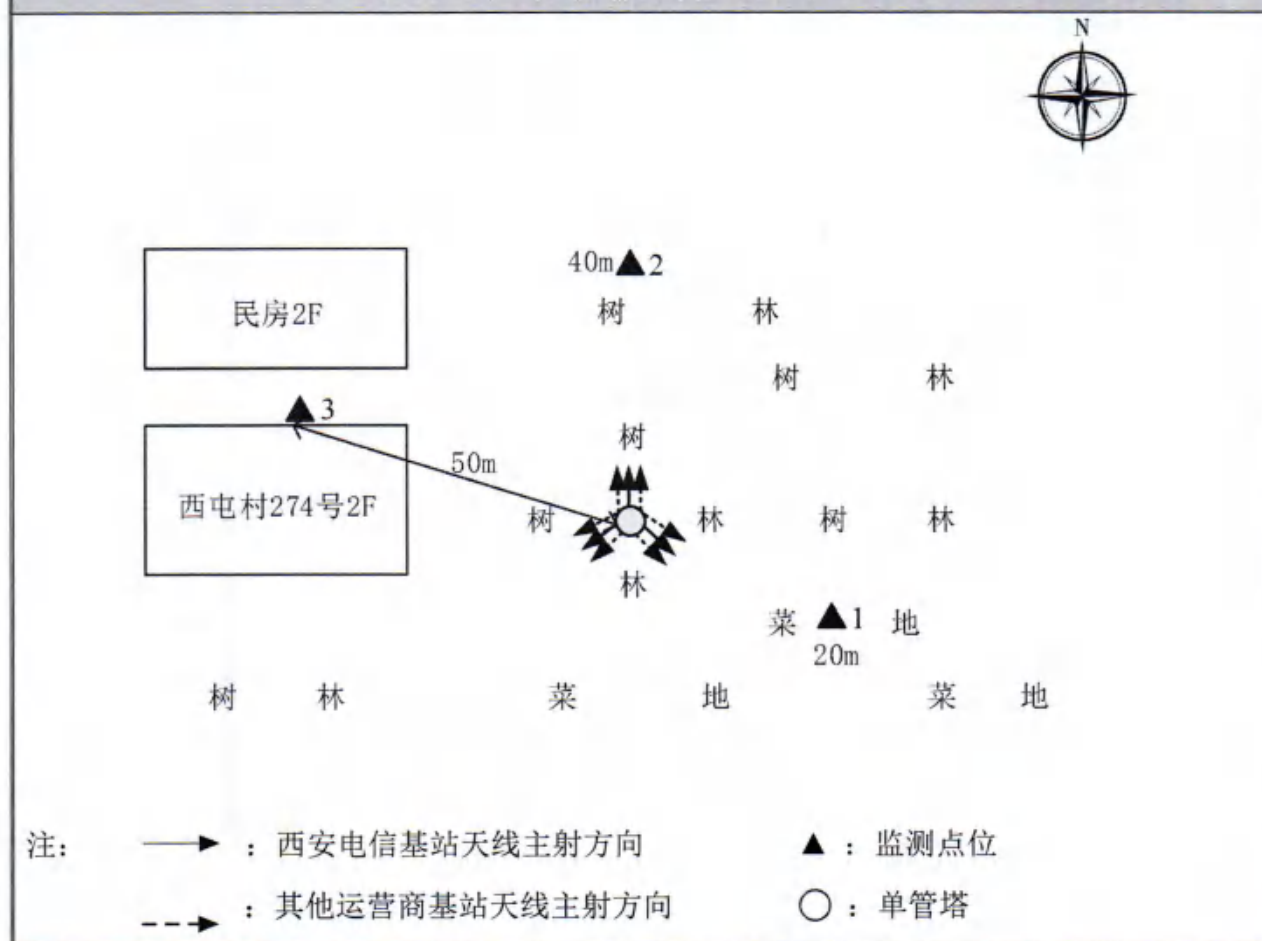 N
40m▲2
民房2F
树 林
树 林
▲3
树
50m
西屯村274号2F
树 林 树 林
林
菜 ▲1 地
20m
树 林 菜 地 菜 地
注： ：西安电信基站天线主射方向 ▲：监测点位
：其他运营商基站天线主射方向 ○：单管塔